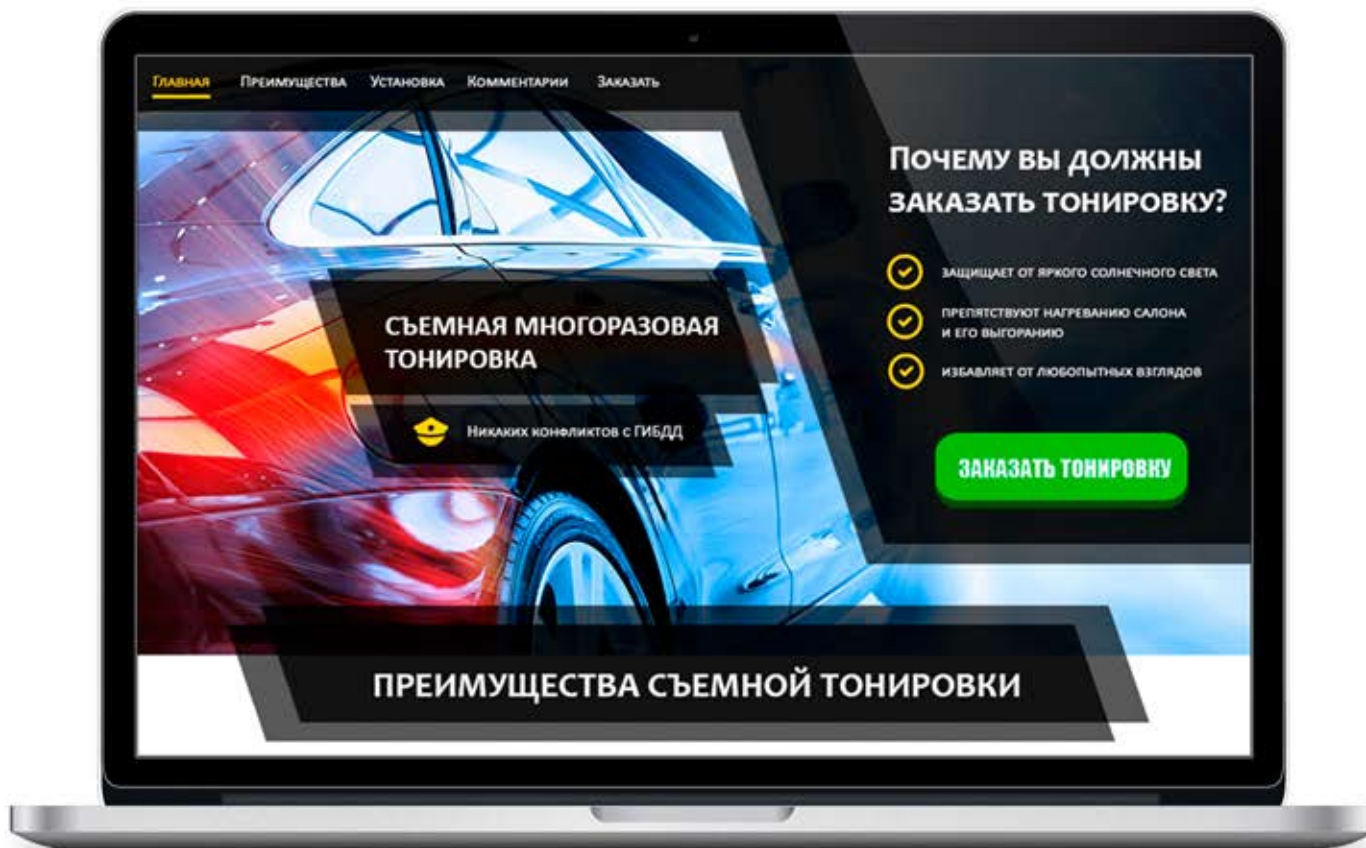 Главная Преимущества Установка Комментарии Заказать
Почему вы должны
заказать тонировку?
защищает от яркого солнечного света
препятствуют нагреванию салона
и его выгоранию
избавляет от любопытных взглядов
СЪЕМНАЯ МНОГОРАЗОВАЯ
ТОНИРОВКА
Никаких конфликтов с ГИБДД
ЗАКАЗАТЬ ТОНИРОВКУ
ПРЕИМУЩЕСТВА СЪЕМНОЙ ТОНИРОВКИ